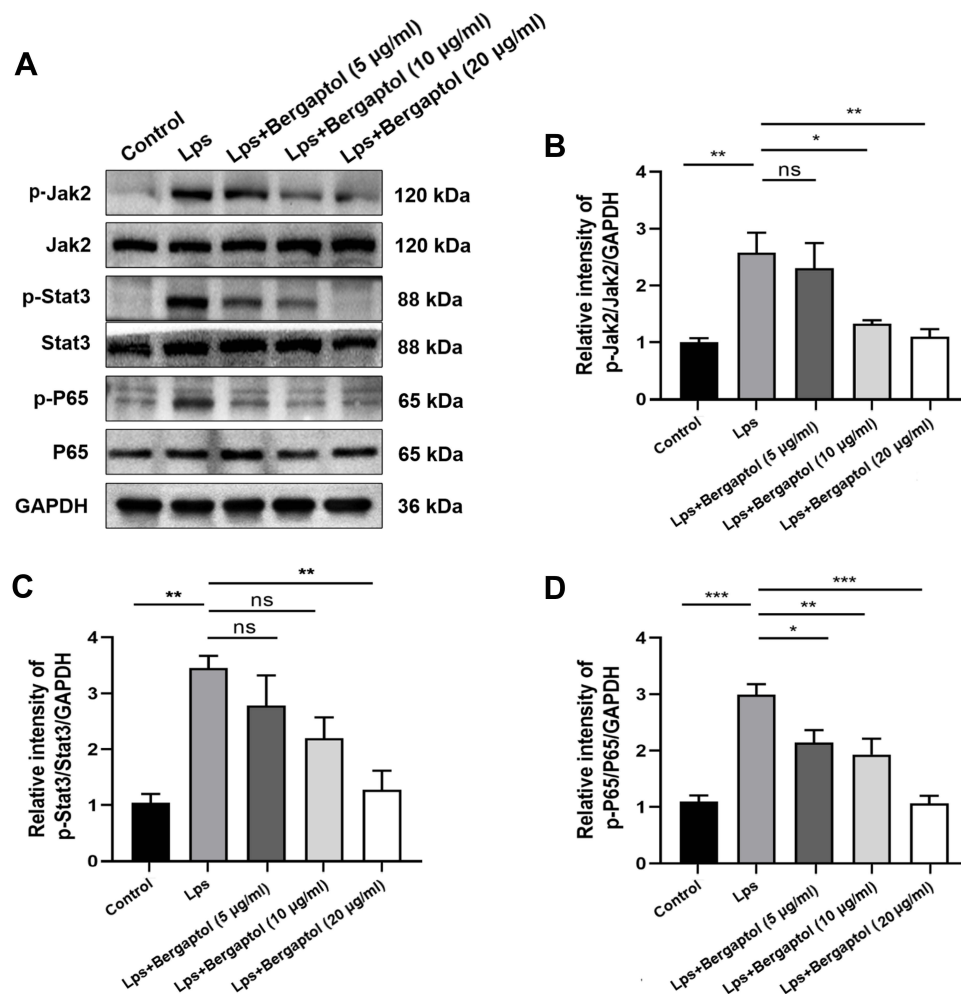 A
Control
Lps
Lps+Bergaptol (5 μg/ml)
Lps+Bergaptol (10 μg/ml)
Lps+Bergaptol (20 μg/ml)
p-Jak2 120 kDa
Jak2 120 kDa
p-Stat3 88 kDa
Stat3 88 kDa
p-P65 65 kDa
P65 65 kDa
GAPDH 36 kDa
B
**
** *
ns
Relative intensity of
p-Jak2/Jak2/GAPDH
4
3
2
1
0
Control
Lps
Lps+Bergaptol (5 μg/ml)
Lps+Bergaptol (10 μg/ml)
Lps+Bergaptol (20 μg/ml)
C
**
** ns
ns
Relative intensity of
p-Stat3/Stat3/GAPDH
4
3
2
1
0
Control
Lps
Lps+Bergaptol (5 μg/ml)
Lps+Bergaptol (10 μg/ml)
Lps+Bergaptol (20 μg/ml)
D
***
*** **
*
Relative intensity of
p-P65/P65/GAPDH
4
3
2
1
0
Control
Lps
Lps+Bergaptol (5 μg/ml)
Lps+Bergaptol (10 μg/ml)
Lps+Bergaptol (20 μg/ml)